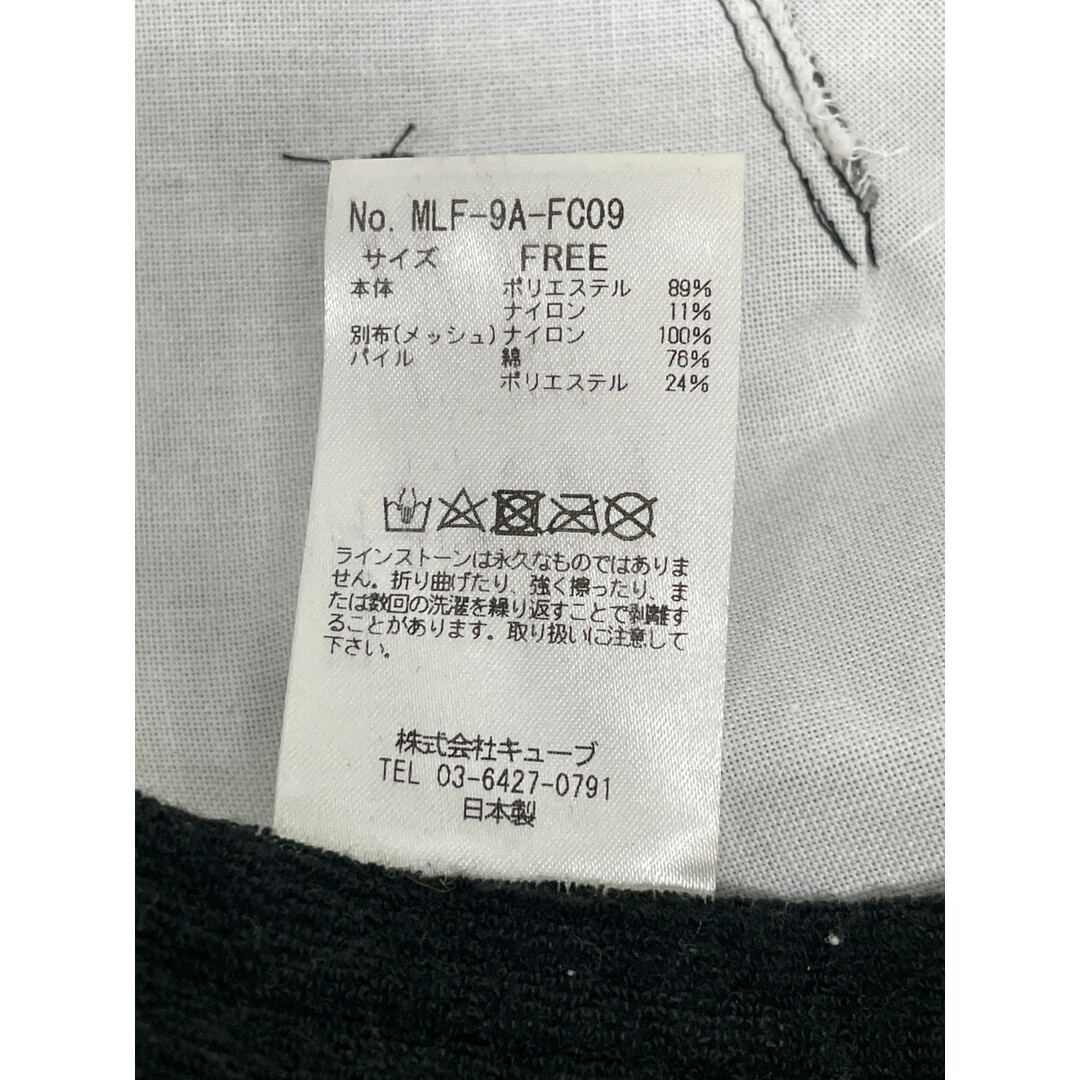 No. MLF-9A-FC09
サイズ FREE
本体 ポリエステル 89%
ナイロン 11%
別布(メッシュ)ナイロン 100%
パイル 綿 76%
ポリエステル 24%
ラインストーンは永久なものではありま
せん。折り曲げたり、強く擦ったり、ま
たは数回の洗濯を繰り返すことで剥離す
ることがあります。取り扱いに注意して
下さい。
株式会社キューブ
TEL 03-6427-0791
日本製